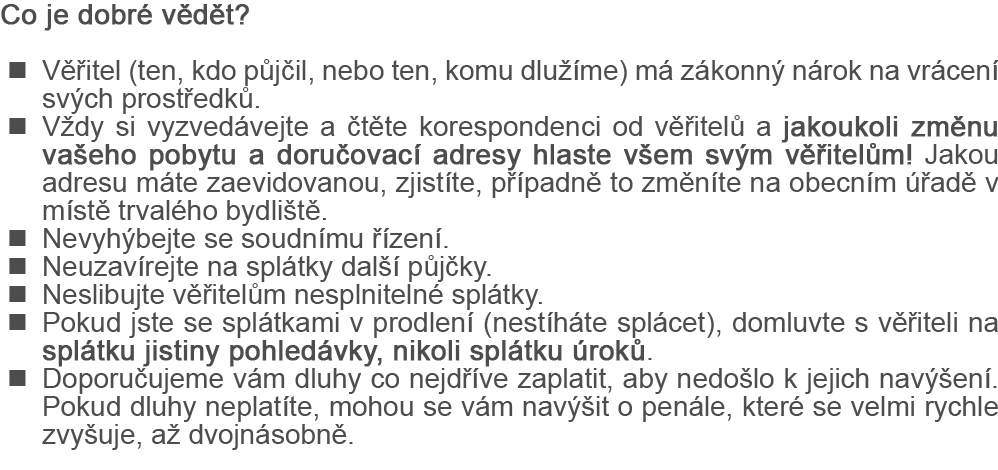 Co je dobré vědět?
■ Věřitel (ten, kdo půjčil, nebo ten, komu dlužíme) má zákonný nárok na vrácení
svých prostředků.
■ Vždy si vyzvedávejte a čtěte korespondenci od věřitelů a jakoukoli změnu
vašeho pobytu a doručovací adresy hlaste všem svým věřitelům! Jakou
adresu máte zaevidovanou, zjistíte, případně to změníte na obecním úřadě v
místě trvalého bydliště.
■ Nevyhýbejte se soudnímu řízení.
■ Neuzavírejte na splátky další půjčky.
■ Neslibujte věřitelům nesplnitelné splátky.
■ Pokud jste se splátkami v prodlení (nestíháte splácet), domluvte s věřiteli na
splátku jistiny pohledávky, nikoli splátku úroků.
■ Doporučujeme vám dluhy co nejdříve zaplatit, aby nedošlo k jejich navýšení.
Pokud dluhy neplatíte, mohou se vám navýšit o penále, které se velmi rychle
zvyšuje, až dvojnásobně.